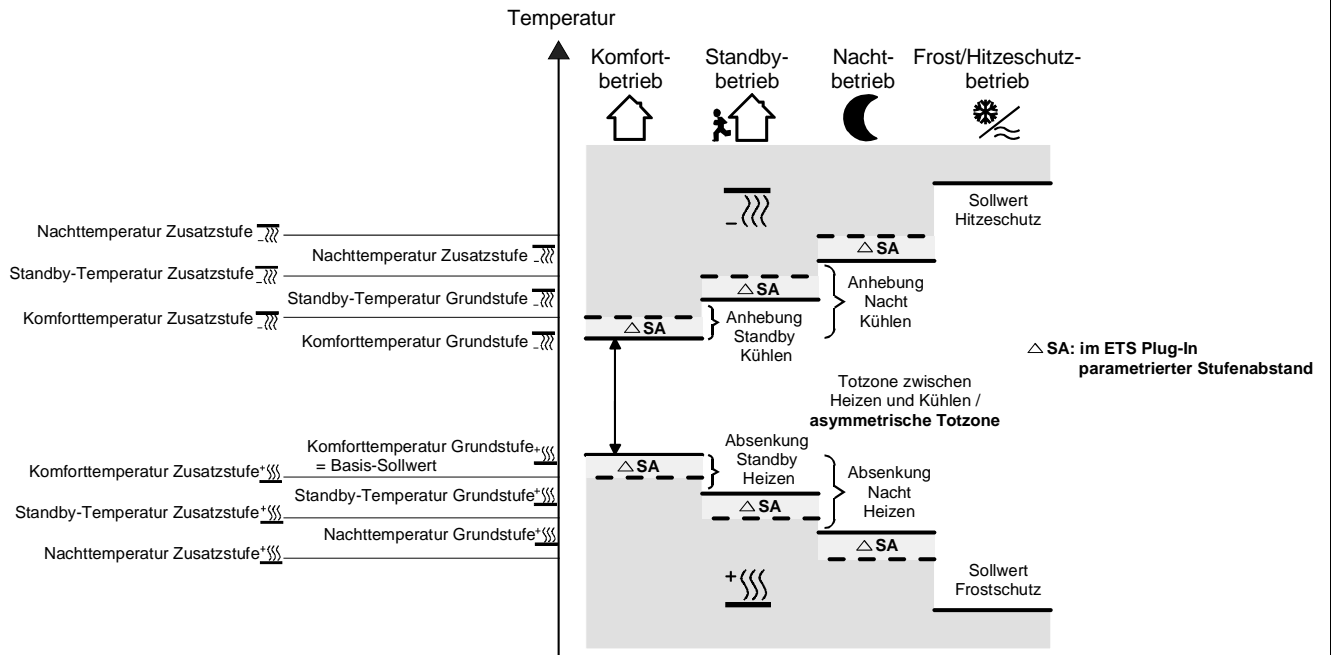 Temperatur
Komfort-
betrieb
Standby-
betrieb
Nacht-
betrieb
Frost/Hitzeschutz-
betrieb
Sollwert
Hitzeschutz
Nachttemperatur Zusatzstufe
Nachttemperatur Zusatzstufe
Standby-Temperatur Zusatzstufe
Standby-Temperatur Grundstufe
Komforttemperatur Zusatzstufe
Komforttemperatur Grundstufe
△ SA
△ SA
△ SA
Anhebung
Standby
Kühlen
Anhebung
Nacht
Kühlen
△ SA: im ETS Plug-In
parametrierter Stufenabstand
Totzone zwischen
Heizen und Kühlen /
asymmetrische Totzone
Komforttemperatur Grundstufe
= Basis-Sollwert
Komforttemperatur Zusatzstufe
Standby-Temperatur Grundstufe
Standby-Temperatur Zusatzstufe
Nachttemperatur Grundstufe
Nachttemperatur Zusatzstufe
△ SA
△ SA
△ SA
Absenkung
Standby
Heizen
Absenkung
Nacht
Heizen
Sollwert
Frostschutz